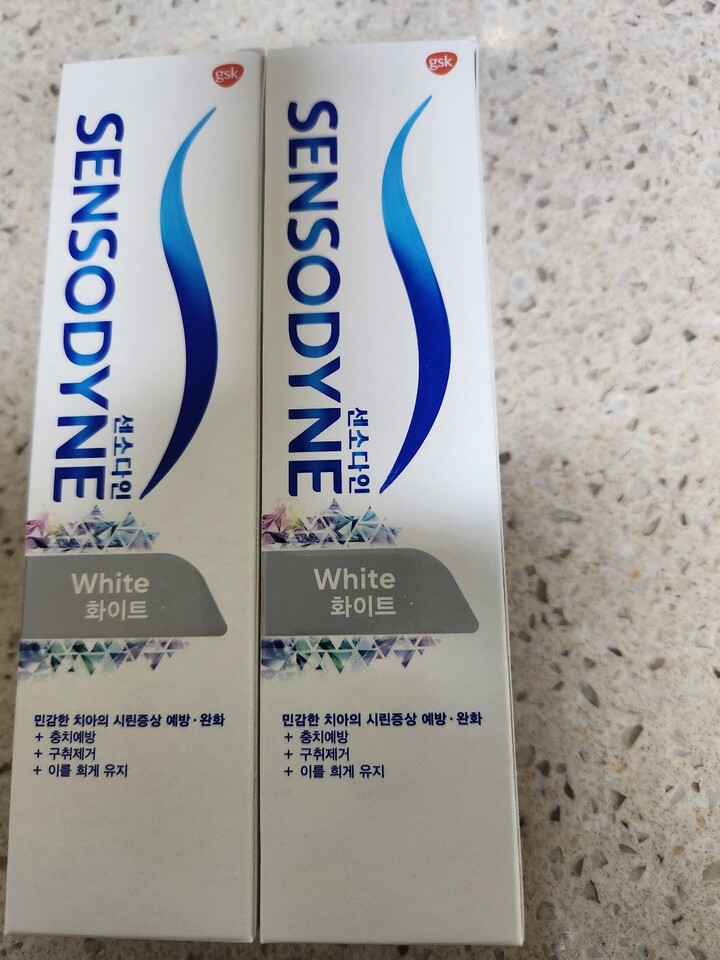 gsk
SENSODYNE
센소다인
White
화이트
민감한 치아의 시린증상 예방·완화
+ 충치예방
+ 구취제거
+ 이를 희게 유지
gsk
SENSODYNE
센소다인
White
화이트
민감한 치아의 시린증상 예방·완화
+ 충치예방
+ 구취제거
+ 이를 희게 유지